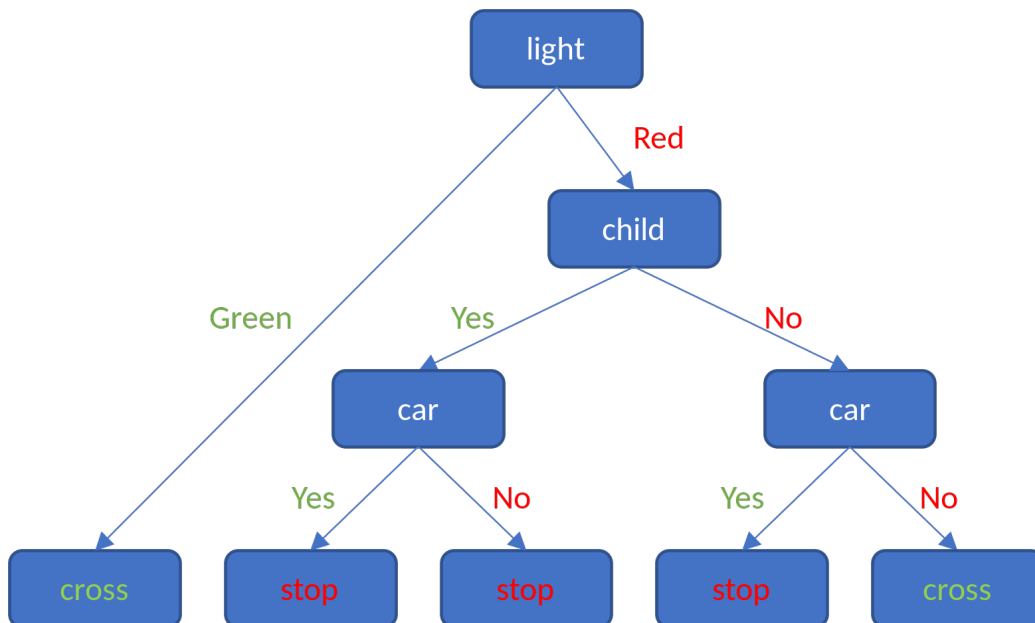 light
Red
child
Green
Yes
No
car
car
Yes
No
Yes
No
cross
stop
stop
stop
cross